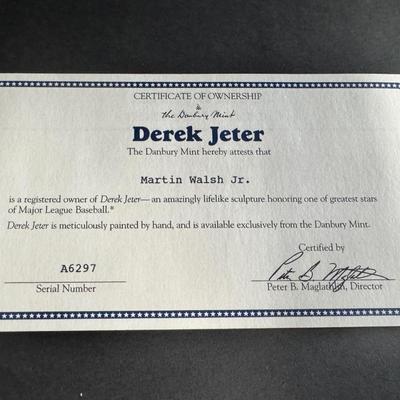 CERTIFICATE OF OWNERSHIP
the Danbury Mint
Derek Jeter
The Danbury Mint hereby attests that
Martin Walsh Jr.
is a registered owner of Derek Jeter—an amazingly lifelike sculpture honoring one of greatest stars
of Major League Baseball.*
Derek Jeter is meticulously painted by hand, and is available exclusively from the Danbury Mint.
Certified by
A6297
Peter B. Maglathlin
Serial Number
Peter B. Maglathlin, Director